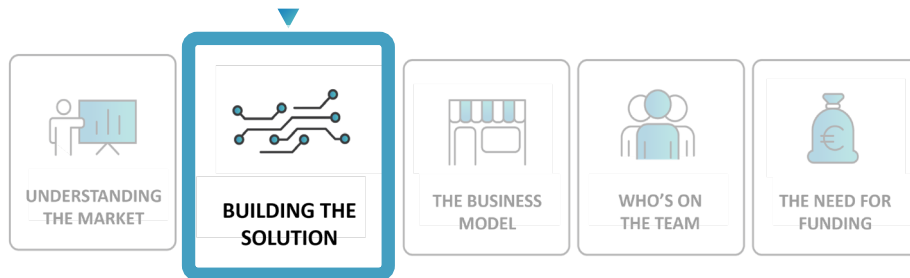 UNDERSTANDING
THE MARKET
BUILDING THE
SOLUTION
THE BUSINESS
MODEL
WHO'S ON
THE TEAM
€
THE NEED FOR
FUNDING